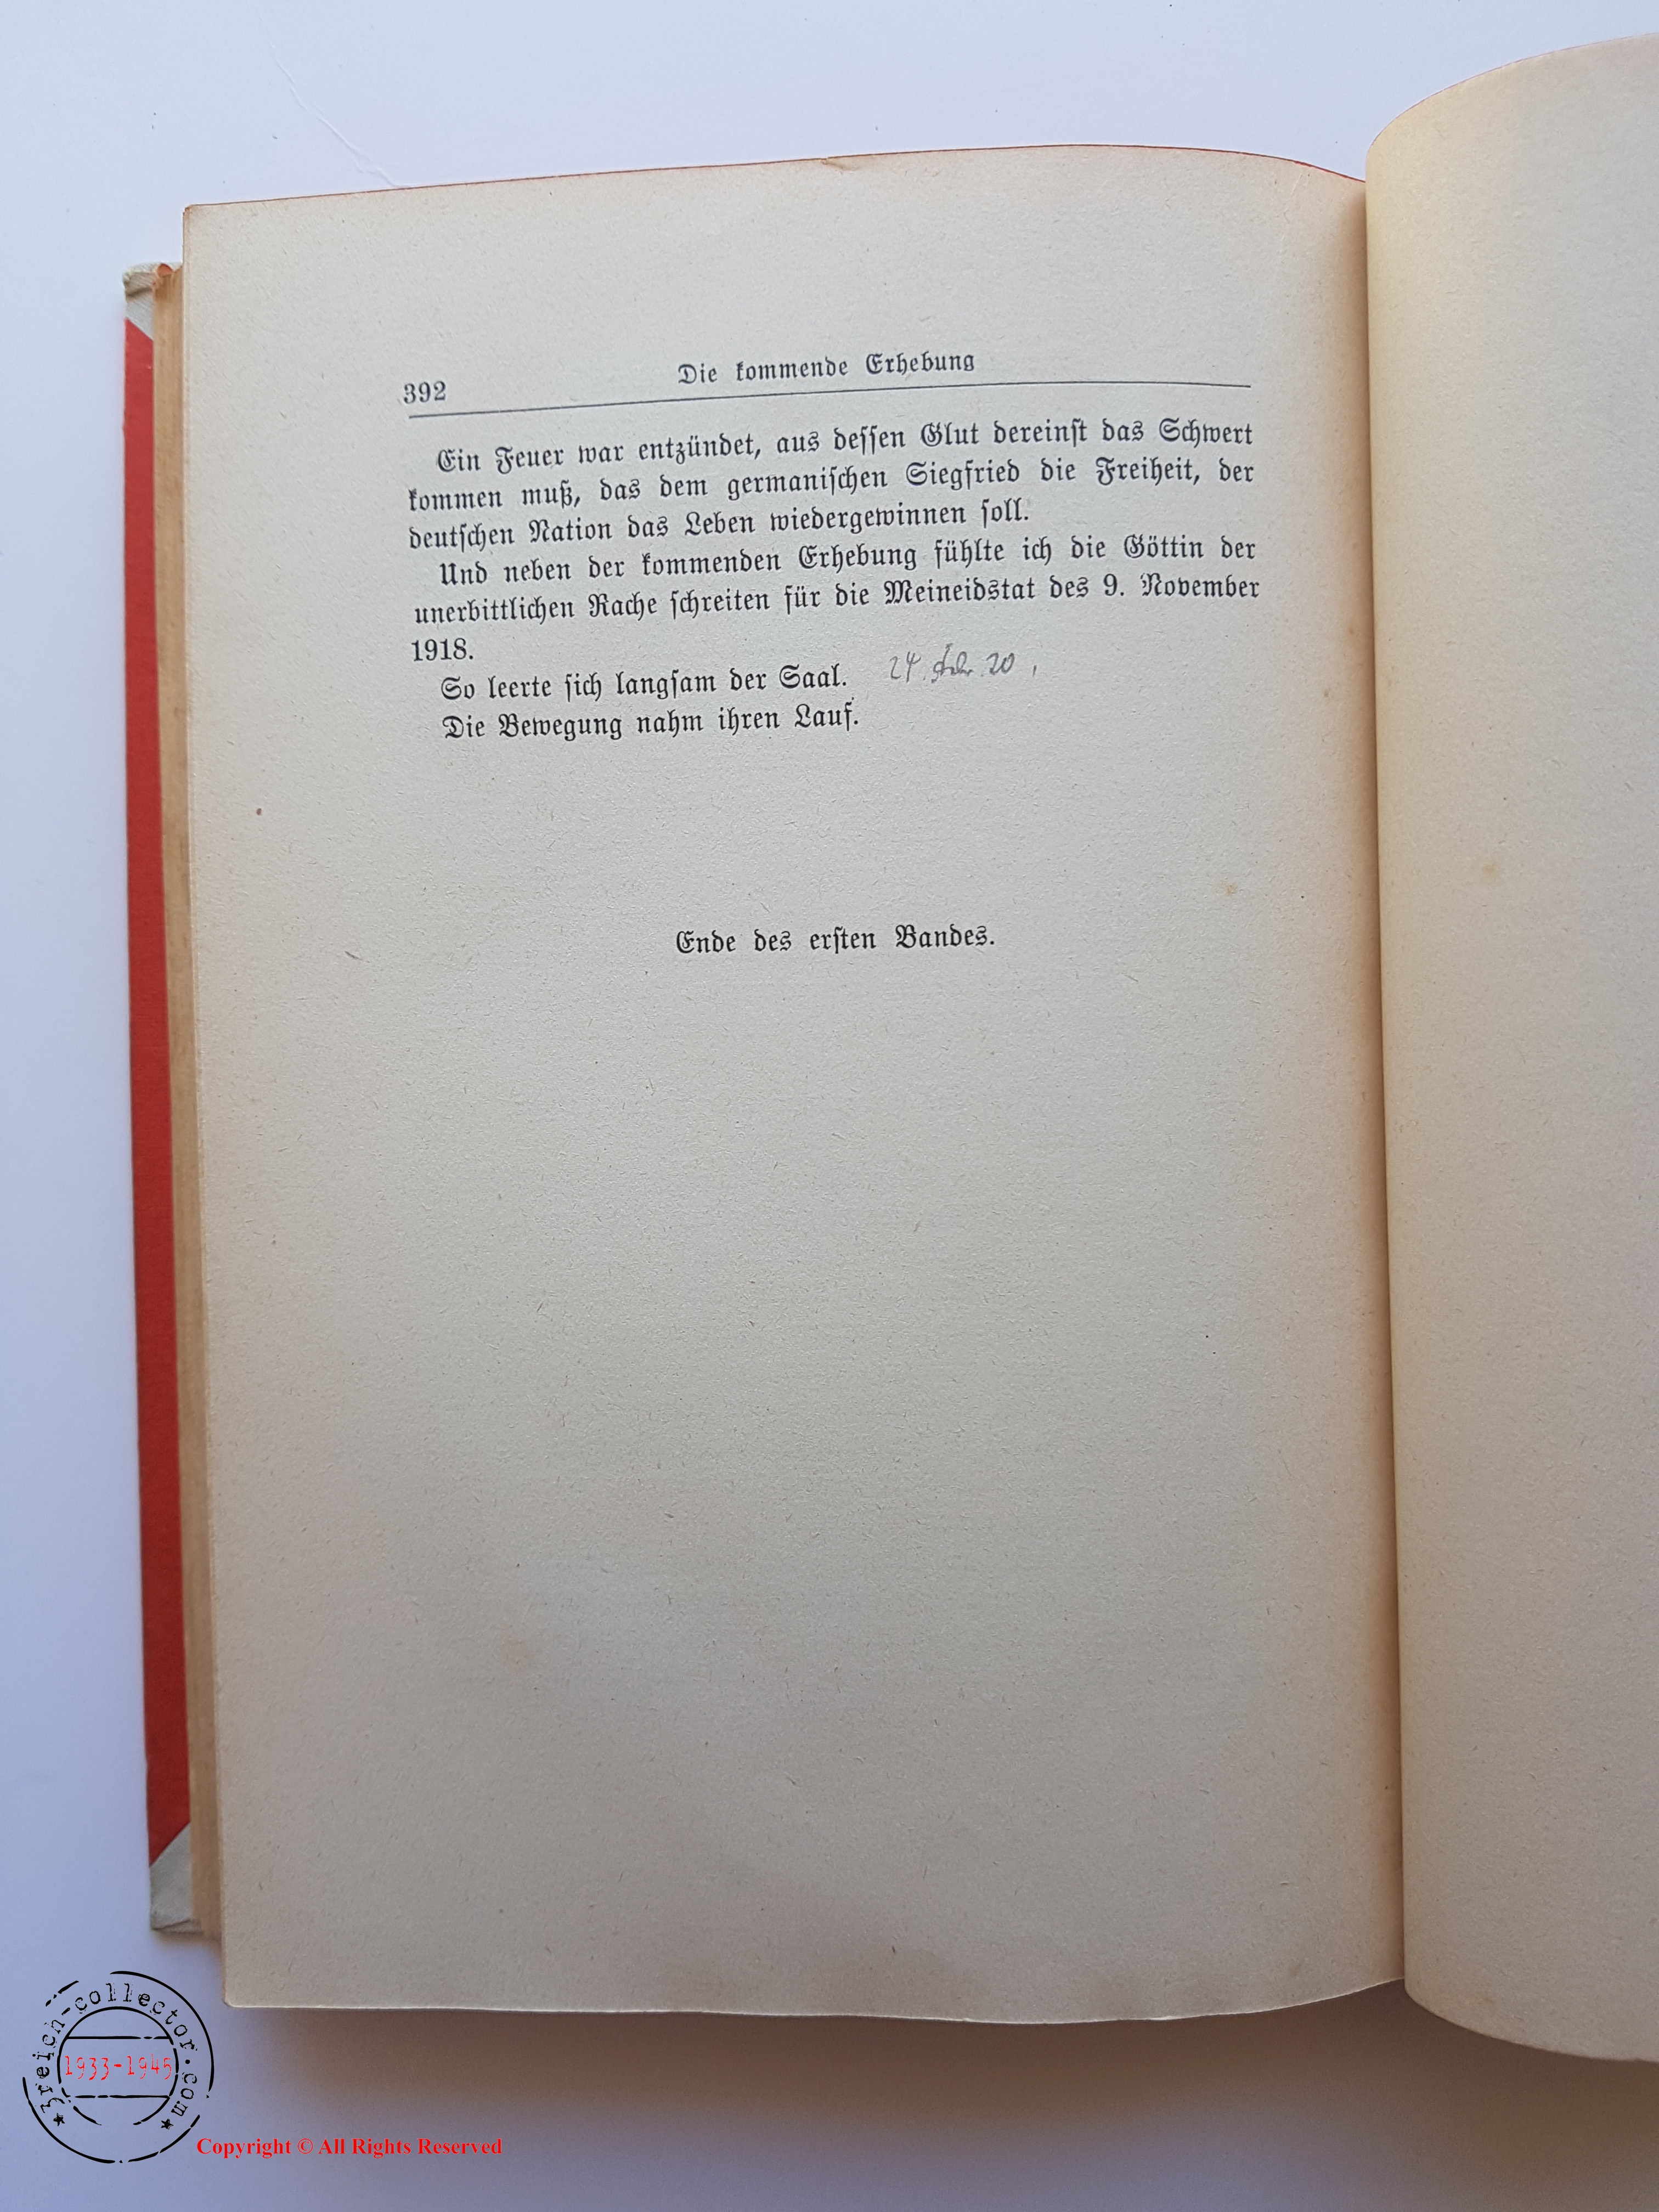 392
Die kommende Erhebung
Ein Feuer war entzündet, aus dessen Glut dereinst das Schwert
kommen muß, das dem germanischen Siegfried die Freiheit, der
deutschen Nation das Leben wiedergewinnen soll.
Und neben der kommenden Erhebung fühlte ich die Göttin der
unerbittlichen Rache schreiten für die Meineidstat des 9. November
1918.
So leerte sich langsam der Saal. 24. Febr. 20.
Die Bewegung nahm ihren Lauf.
Ende des ersten Bandes.
3reich-collector.com
1933-1945
Copyright © All Rights Reserved